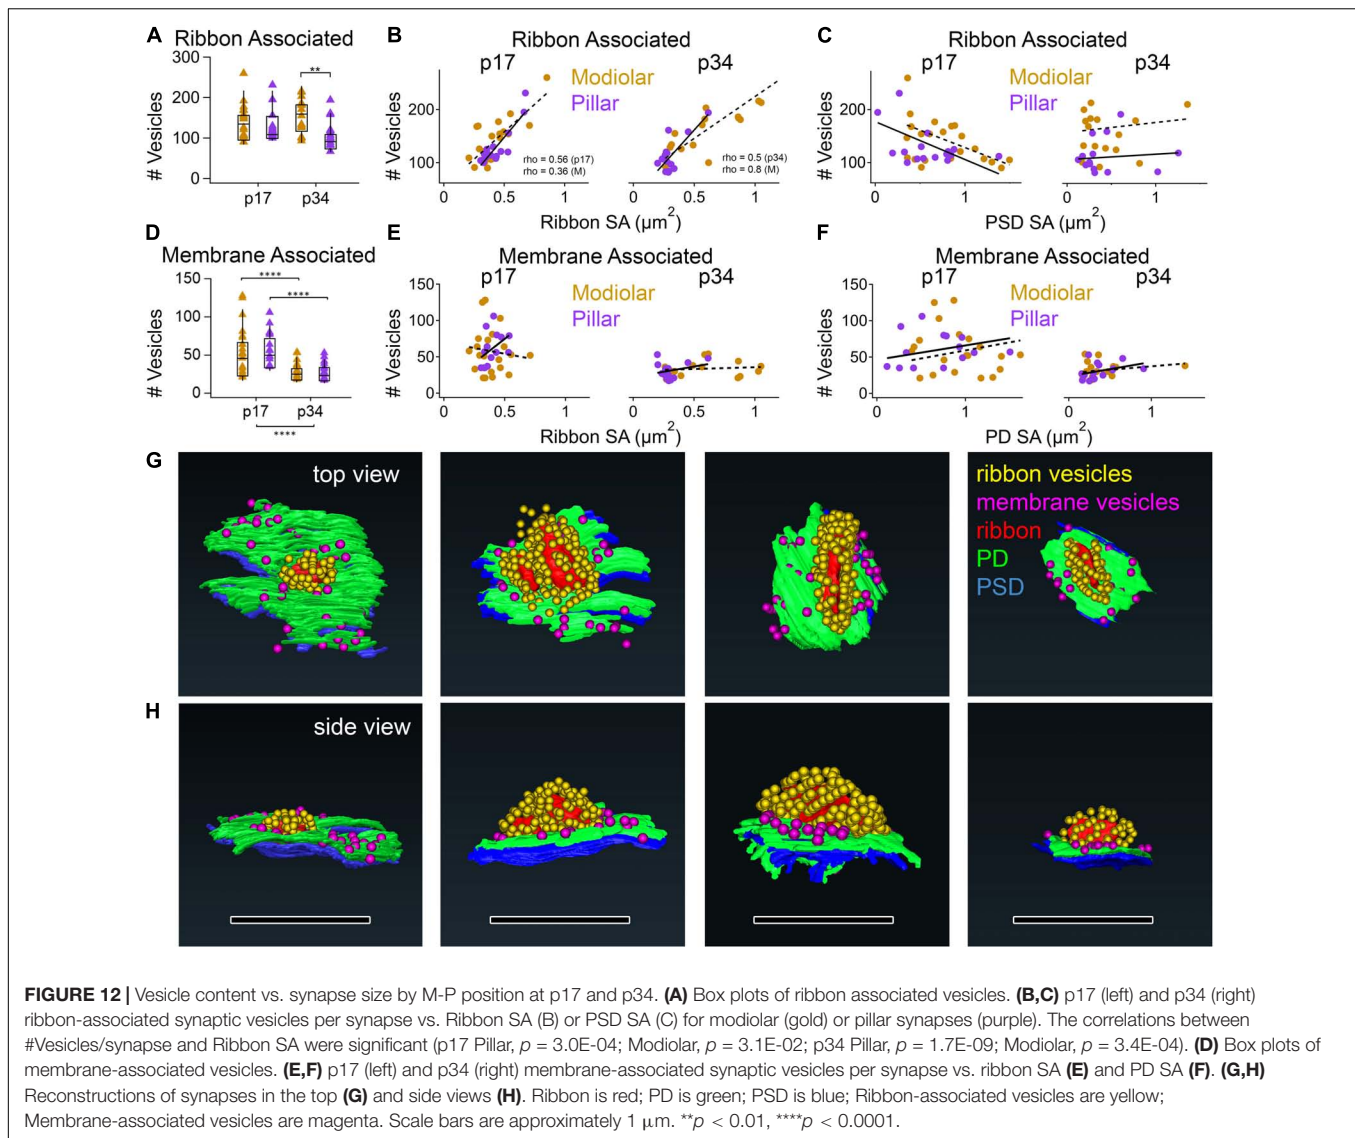 A
Ribbon Associated
# Vesicles
300
200
100
0
**
p17
p34
B
Ribbon Associated
p17
p34
Modiolar
Pillar
# Vesicles
200
100
rho = 0.56 (p17)
rho = 0.36 (M)
rho = 0.5 (p34)
rho = 0.8 (M)
0
0.5
1
0
0.5
1
Ribbon SA (µm²)
C
Ribbon Associated
p17
p34
Modiolar
Pillar
# Vesicles
200
100
0
1
0
1
PSD SA (µm²)
D
Membrane Associated
# Vesicles
150
100
50
0
****
****
p17
p34
****
E
Membrane Associated
p17
p34
Modiolar
Pillar
# Vesicles
150
100
50
0
0
0.5
1
0
0.5
1
Ribbon SA (µm²)
F
Membrane Associated
p17
p34
Modiolar
Pillar
# Vesicles
150
100
50
0
0
1
0
1
PD SA (µm²)
G
top view
ribbon vesicles
membrane vesicles
ribbon
PD
PSD
H
side view
FIGURE 12 | Vesicle content vs. synapse size by M-P position at p17 and p34. (A) Box plots of ribbon associated vesicles. (B,C) p17 (left) and p34 (right)
ribbon-associated synaptic vesicles per synapse vs. Ribbon SA (B) or PSD SA (C) for modiolar (gold) or pillar synapses (purple). The correlations between
#Vesicles/synapse and Ribbon SA were significant (p17 Pillar, p = 3.0E-04; Modiolar, p = 3.1E-02; p34 Pillar, p = 1.7E-09; Modiolar, p = 3.4E-04). (D) Box plots of
membrane-associated vesicles. (E,F) p17 (left) and p34 (right) membrane-associated synaptic vesicles per synapse vs. ribbon SA (E) and PD SA (F). (G,H)
Reconstructions of synapses in the top (G) and side views (H). Ribbon is red; PD is green; PSD is blue; Ribbon-associated vesicles are yellow;
Membrane-associated vesicles are magenta. Scale bars are approximately 1 μm. **p < 0.01, ****p < 0.0001.